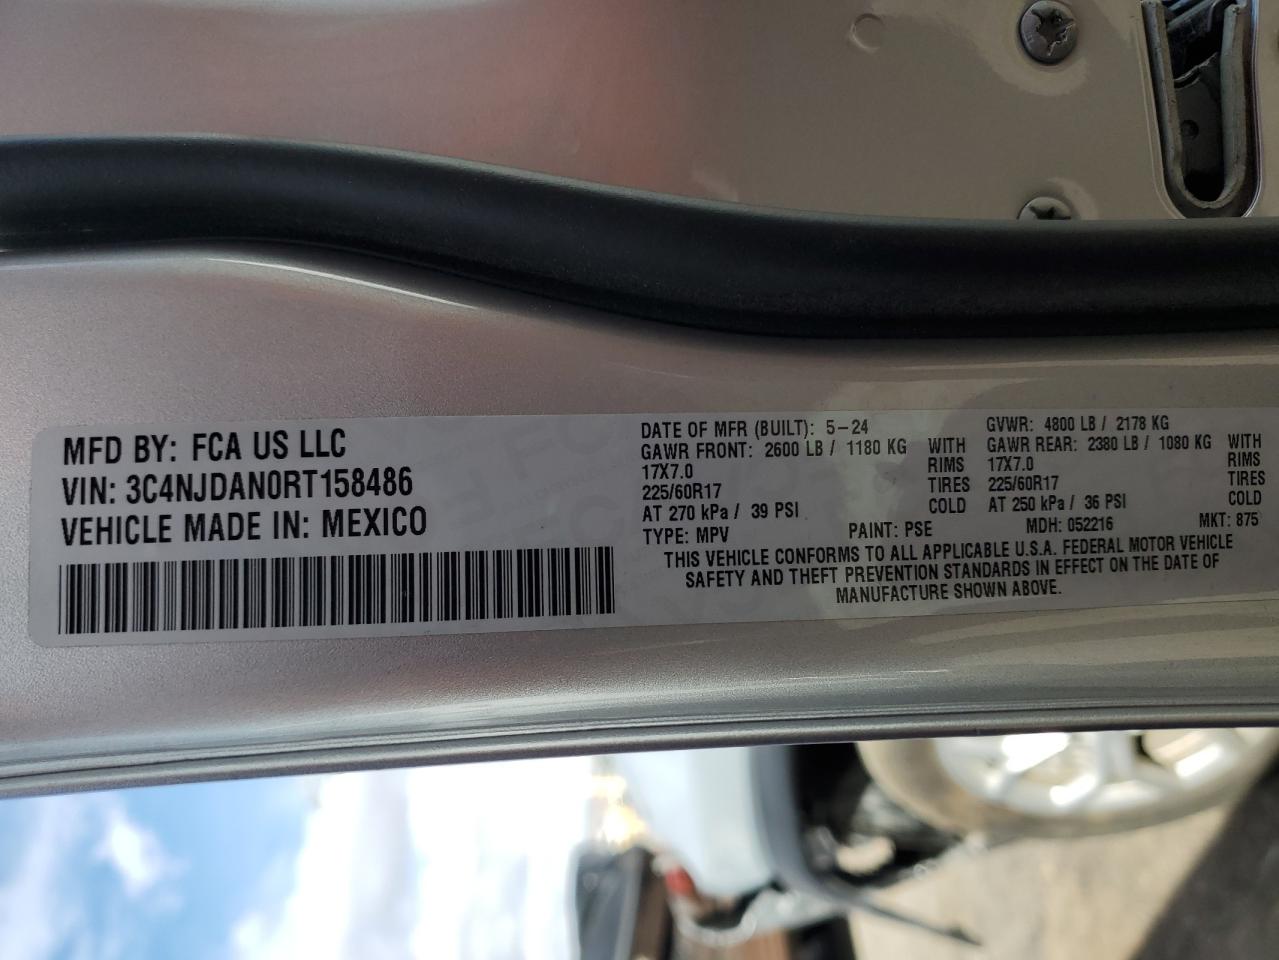 MFD BY: FCA US LLC
VIN: 3C4NJDAN0RT158486
VEHICLE MADE IN: MEXICO
DATE OF MFR (BUILT): 5-24
GAWR FRONT: 2600 LB / 1180 KG WITH
17X7.0 RIMS
225/60R17 TIRES
AT 270 kPa / 39 PSI COLD
GVWR: 4800 LB / 2178 KG
GAWR REAR: 2380 LB / 1080 KG WITH
17X7.0 RIMS
225/60R17 TIRES
AT 250 kPa / 36 PSI COLD
TYPE: MPV PAINT: PSE MDH: 052216 MKT: 875
THIS VEHICLE CONFORMS TO ALL APPLICABLE U.S.A. FEDERAL MOTOR VEHICLE
SAFETY AND THEFT PREVENTION STANDARDS IN EFFECT ON THE DATE OF
MANUFACTURE SHOWN ABOVE.